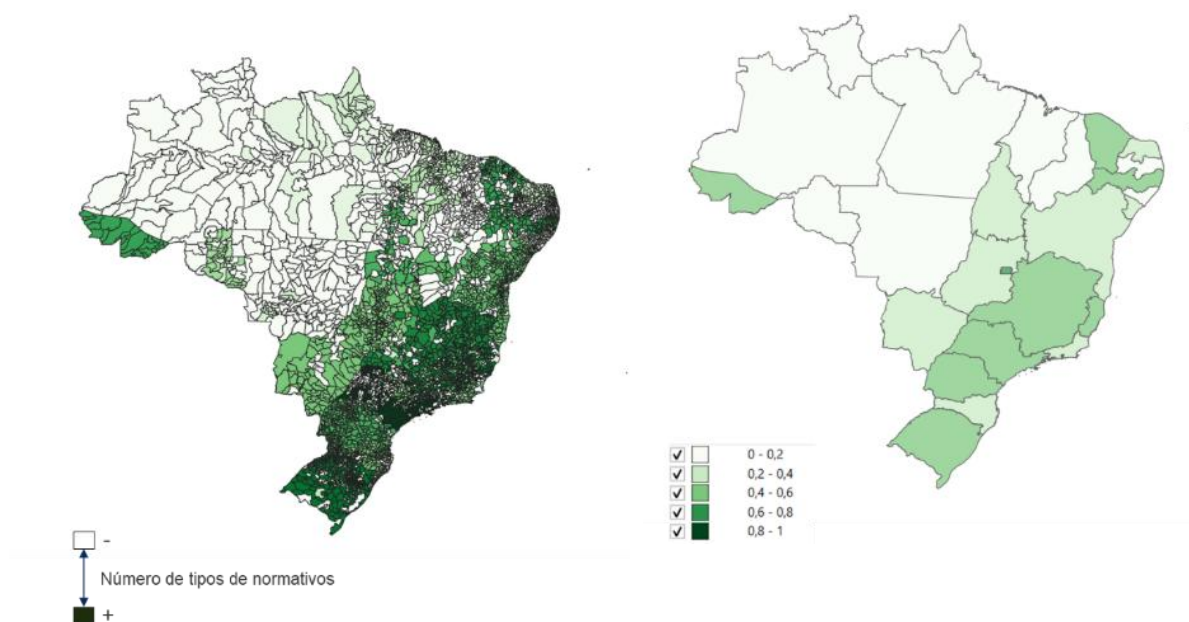 -
Número de tipos de normativos
+
0 - 0,2
0,2 - 0,4
0,4 - 0,6
0,6 - 0,8
0,8 - 1